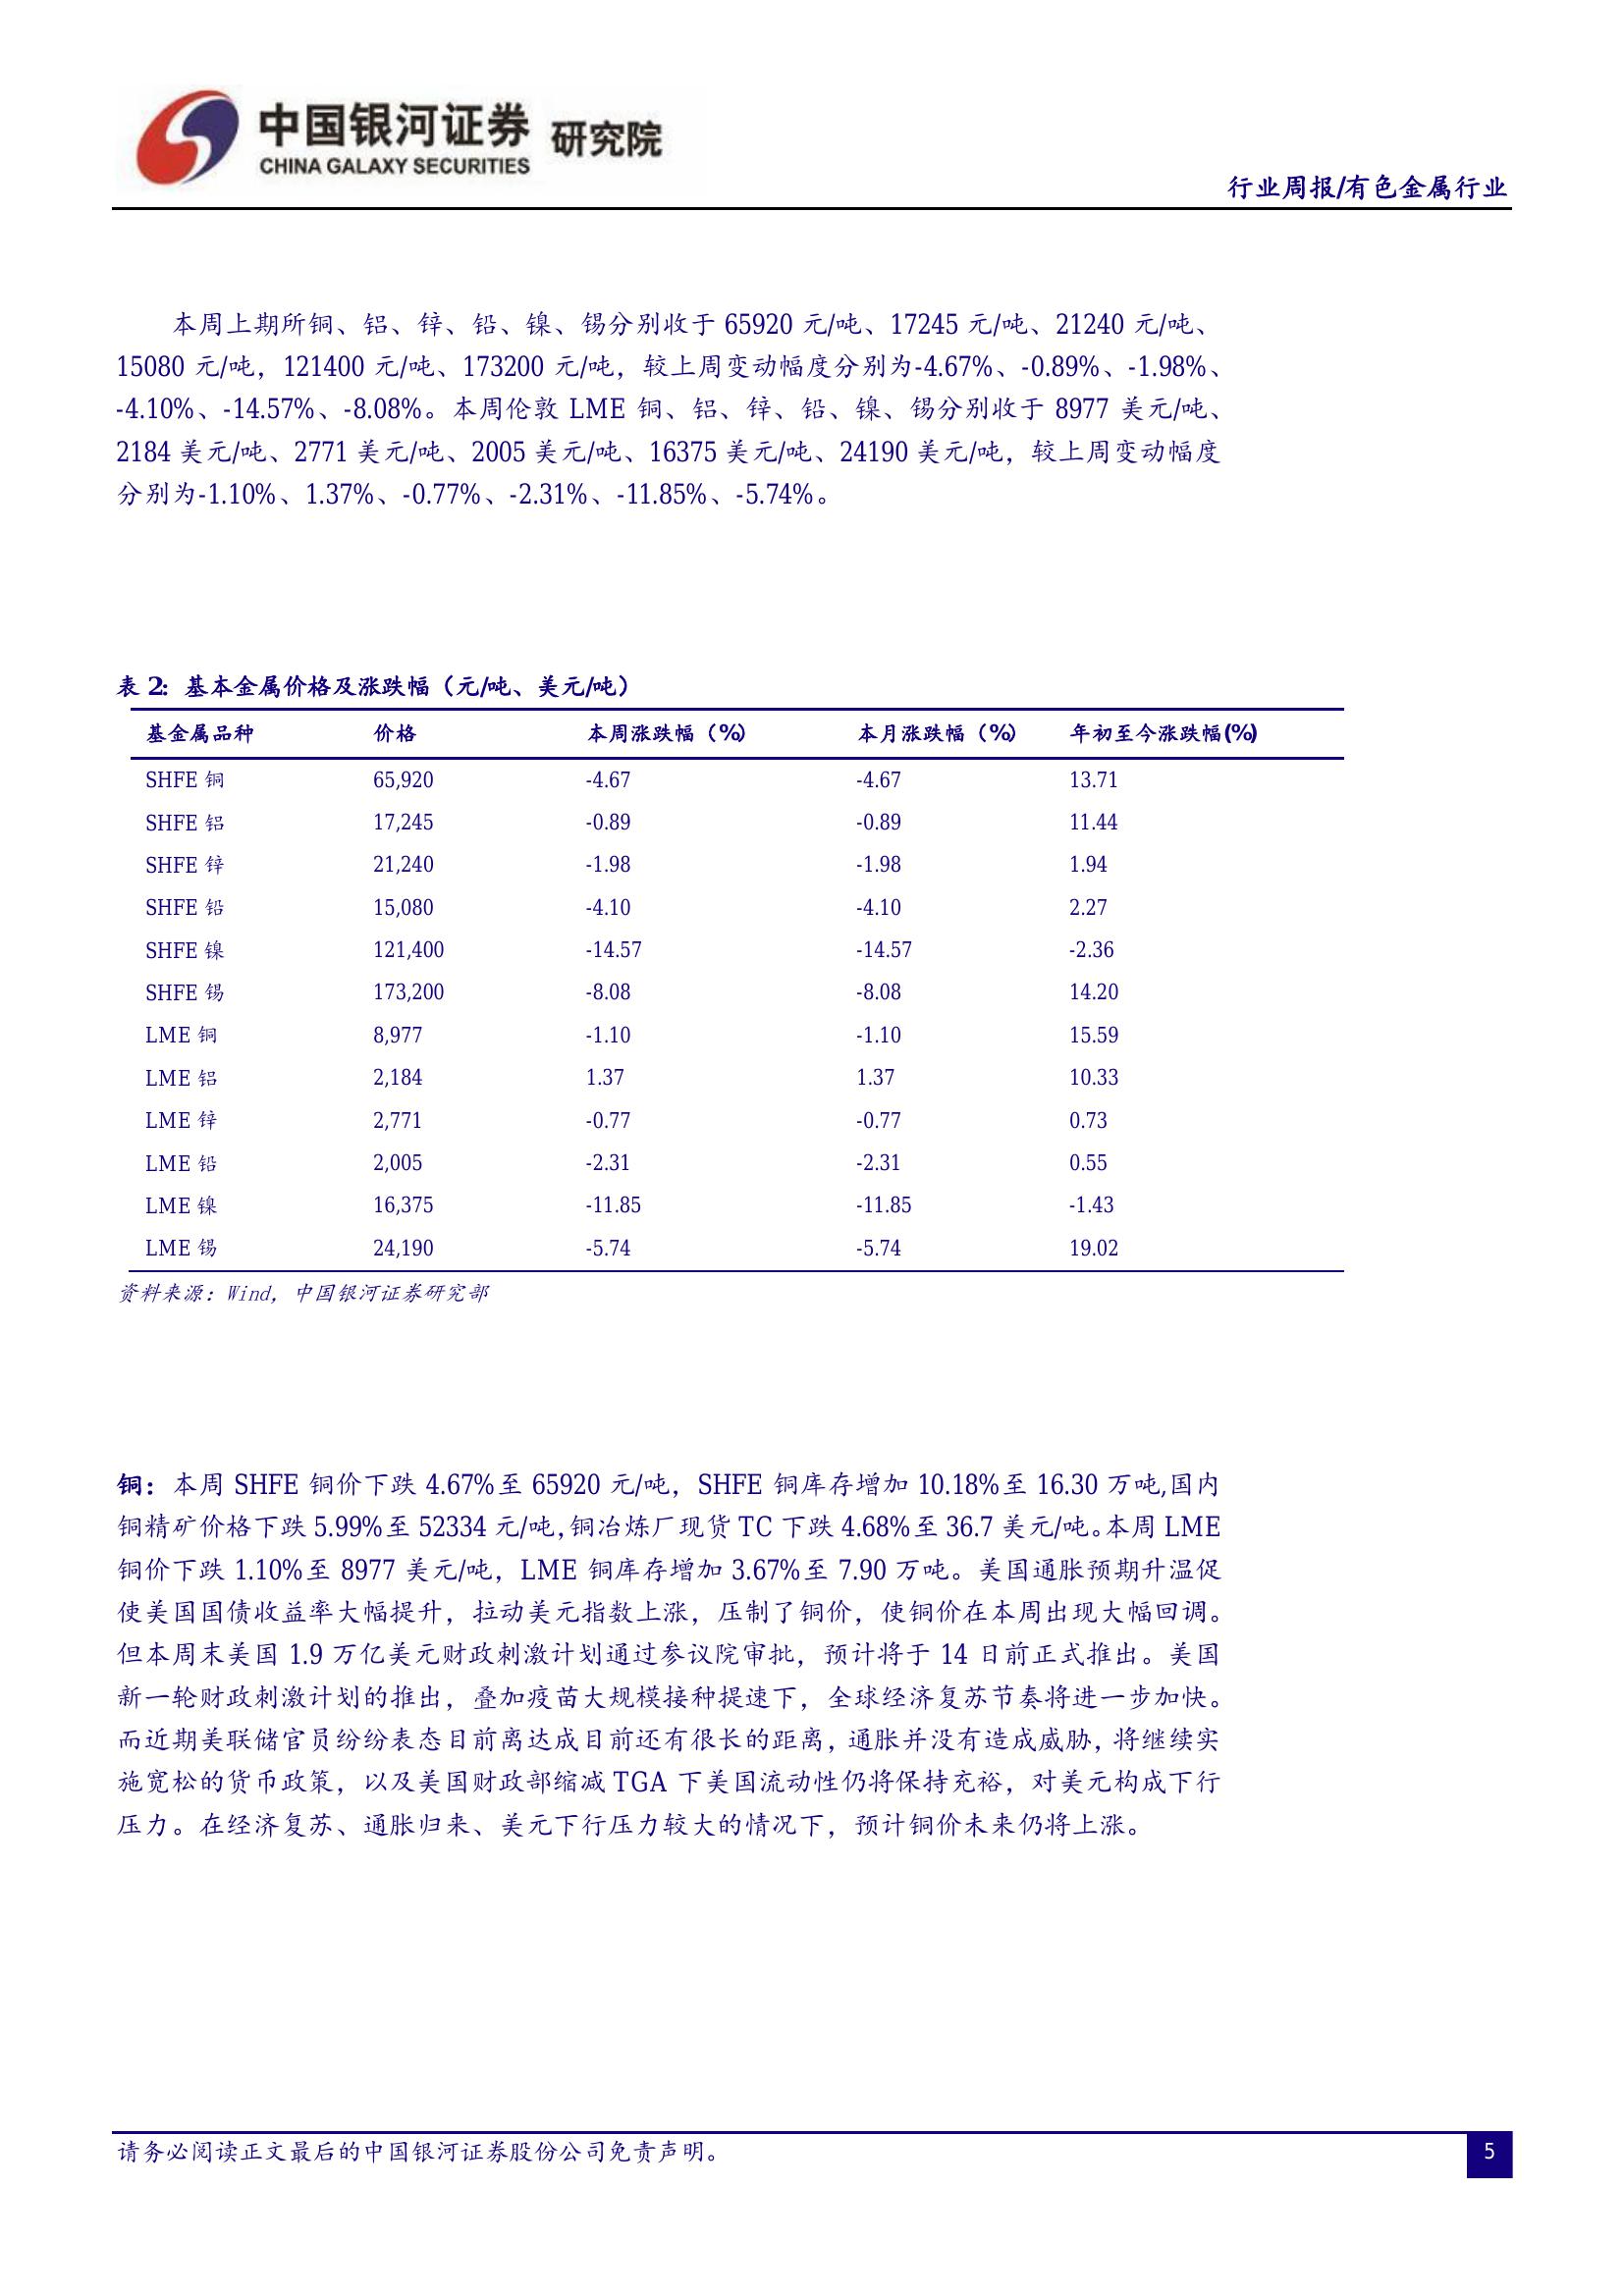 中国银河证券 研究院
CHINA GALAXY SECURITIES
行业周报/有色金属行业
本周上期所铜、铝、锌、铅、镍、锡分别收于 65920 元/吨、17245 元/吨、21240 元/吨、
15080 元/吨，121400 元/吨、173200 元/吨，较上周变动幅度分别为-4.67%、-0.89%、-1.98%、
-4.10%、-14.57%、-8.08%。本周伦敦 LME 铜、铝、锌、铅、镍、锡分别收于 8977 美元/吨、
2184 美元/吨、2771 美元/吨、2005 美元/吨、16375 美元/吨、24190 美元/吨，较上周变动幅度
分别为-1.10%、1.37%、-0.77%、-2.31%、-11.85%、-5.74%。
表 2: 基本金属价格及涨跌幅（元/吨、美元/吨）
基金属品种 价格 本周涨跌幅（%） 本月涨跌幅（%） 年初至今涨跌幅(%)
SHFE 铜 65,920 -4.67 -4.67 13.71
SHFE 铝 17,245 -0.89 -0.89 11.44
SHFE 锌 21,240 -1.98 -1.98 1.94
SHFE 铅 15,080 -4.10 -4.10 2.27
SHFE 镍 121,400 -14.57 -14.57 -2.36
SHFE 锡 173,200 -8.08 -8.08 14.20
LME 铜 8,977 -1.10 -1.10 15.59
LME 铝 2,184 1.37 1.37 10.33
LME 锌 2,771 -0.77 -0.77 0.73
LME 铅 2,005 -2.31 -2.31 0.55
LME 镍 16,375 -11.85 -11.85 -1.43
LME 锡 24,190 -5.74 -5.74 19.02
资料来源：Wind，中国银河证券研究部
铜：本周 SHFE 铜价下跌 4.67%至 65920 元/吨，SHFE 铜库存增加 10.18%至 16.30 万吨,国内
铜精矿价格下跌 5.99%至 52334 元/吨,铜冶炼厂现货 TC 下跌 4.68%至 36.7 美元/吨。本周 LME
铜价下跌 1.10%至 8977 美元/吨，LME 铜库存增加 3.67%至 7.90 万吨。美国通胀预期升温促
使美国国债收益率大幅提升，拉动美元指数上涨，压制了铜价，使铜价在本周出现大幅回调。
但本周末美国 1.9 万亿美元财政刺激计划通过参议院审批，预计将于 14 日前正式推出。美国
新一轮财政刺激计划的推出，叠加疫苗大规模接种提速下，全球经济复苏节奏将进一步加快。
而近期美联储官员纷纷表态目前离达成目前还有很长的距离，通胀并没有造成威胁，将继续实
施宽松的货币政策，以及美国财政部缩减 TGA 下美国流动性仍将保持充裕，对美元构成下行
压力。在经济复苏、通胀归来、美元下行压力较大的情况下，预计铜价未来仍将上涨。
请务必阅读正文最后的中国银河证券股份公司免责声明。
5